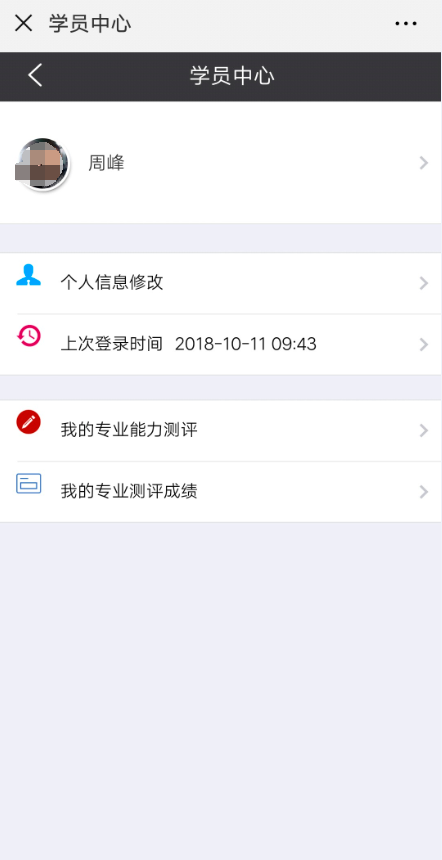 学员中心
学员中心
周峰
个人信息修改
上次登录时间 2018-10-11 09:43
我的专业能力测评
我的专业测评成绩